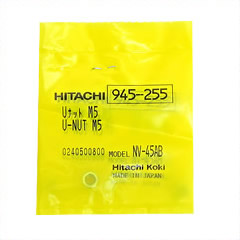 HITACHI 945-255
Uナット M5
U-NUT M5
0240500800 MODEL NV-45AB
Hitachi Koki
MADE IN JAPAN